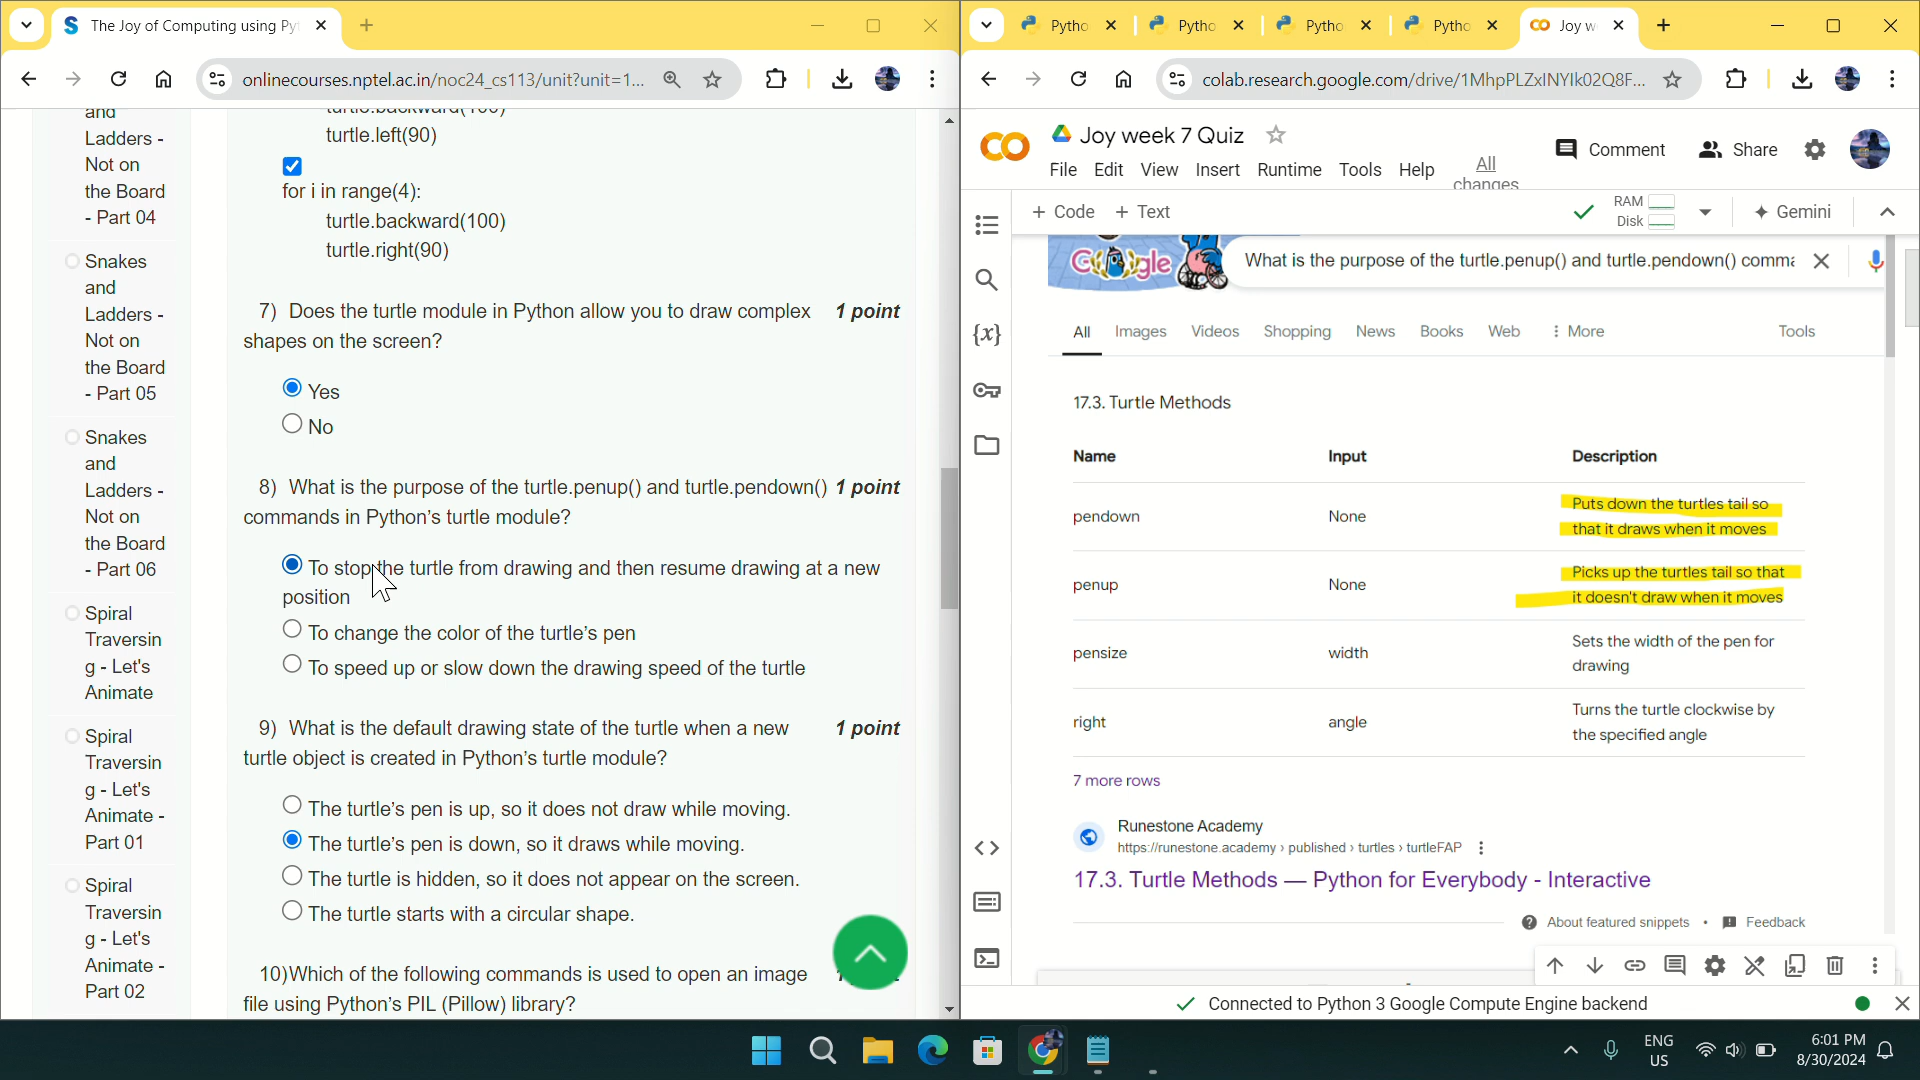 The Joy of Computing using Py
onlinecourses.nptel.ac.in/noc24_cs113/unit?unit=1...
and
Ladders -
Not on
the Board
- Part 04
Snakes
and
Ladders -
Not on
the Board
- Part 05
Snakes
and
Ladders -
Not on
the Board
- Part 06
Spiral
Traversin
g - Let's
Animate
Spiral
Traversin
g - Let's
Animate -
Part 01
Spiral
Traversin
g - Let's
Animate -
Part 02
turtle.backward(100)
turtle.left(90)
for i in range(4):
turtle.backward(100)
turtle.right(90)
7) Does the turtle module in Python allow you to draw complex 1 point
shapes on the screen?
Yes
No
8) What is the purpose of the turtle.penup() and turtle.pendown() 1 point
commands in Python's turtle module?
To stop the turtle from drawing and then resume drawing at a new
position
To change the color of the turtle's pen
To speed up or slow down the drawing speed of the turtle
9) What is the default drawing state of the turtle when a new 1 point
turtle object is created in Python's turtle module?
The turtle's pen is up, so it does not draw while moving.
The turtle's pen is down, so it draws while moving.
The turtle is hidden, so it does not appear on the screen.
The turtle starts with a circular shape.
10)Which of the following commands is used to open an image
file using Python's PIL (Pillow) library?
Pytho
Pytho
Pytho
Pytho
Joy w
colab.research.google.com/drive/1MhpPLZxINYIk02Q8F...
Joy week 7 Quiz
Comment
Share
File Edit View Insert Runtime Tools Help All
changes
+ Code + Text
RAM
Disk
Gemini
Google
What is the purpose of the turtle.penup() and turtle.pendown() comma
All Images Videos Shopping News Books Web More Tools
17.3. Turtle Methods
Name Input Description
pendown None Puts down the turtles tail so
that it draws when it moves
penup None Picks up the turtles tail so that
it doesn't draw when it moves
pensize width Sets the width of the pen for
drawing
right angle Turns the turtle clockwise by
the specified angle
7 more rows
Runestone Academy
https://runestone.academy › published › turtles › turtleFAP
17.3. Turtle Methods — Python for Everybody - Interactive
About featured snippets • Feedback
Connected to Python 3 Google Compute Engine backend
ENG
US
6:01 PM
8/30/2024